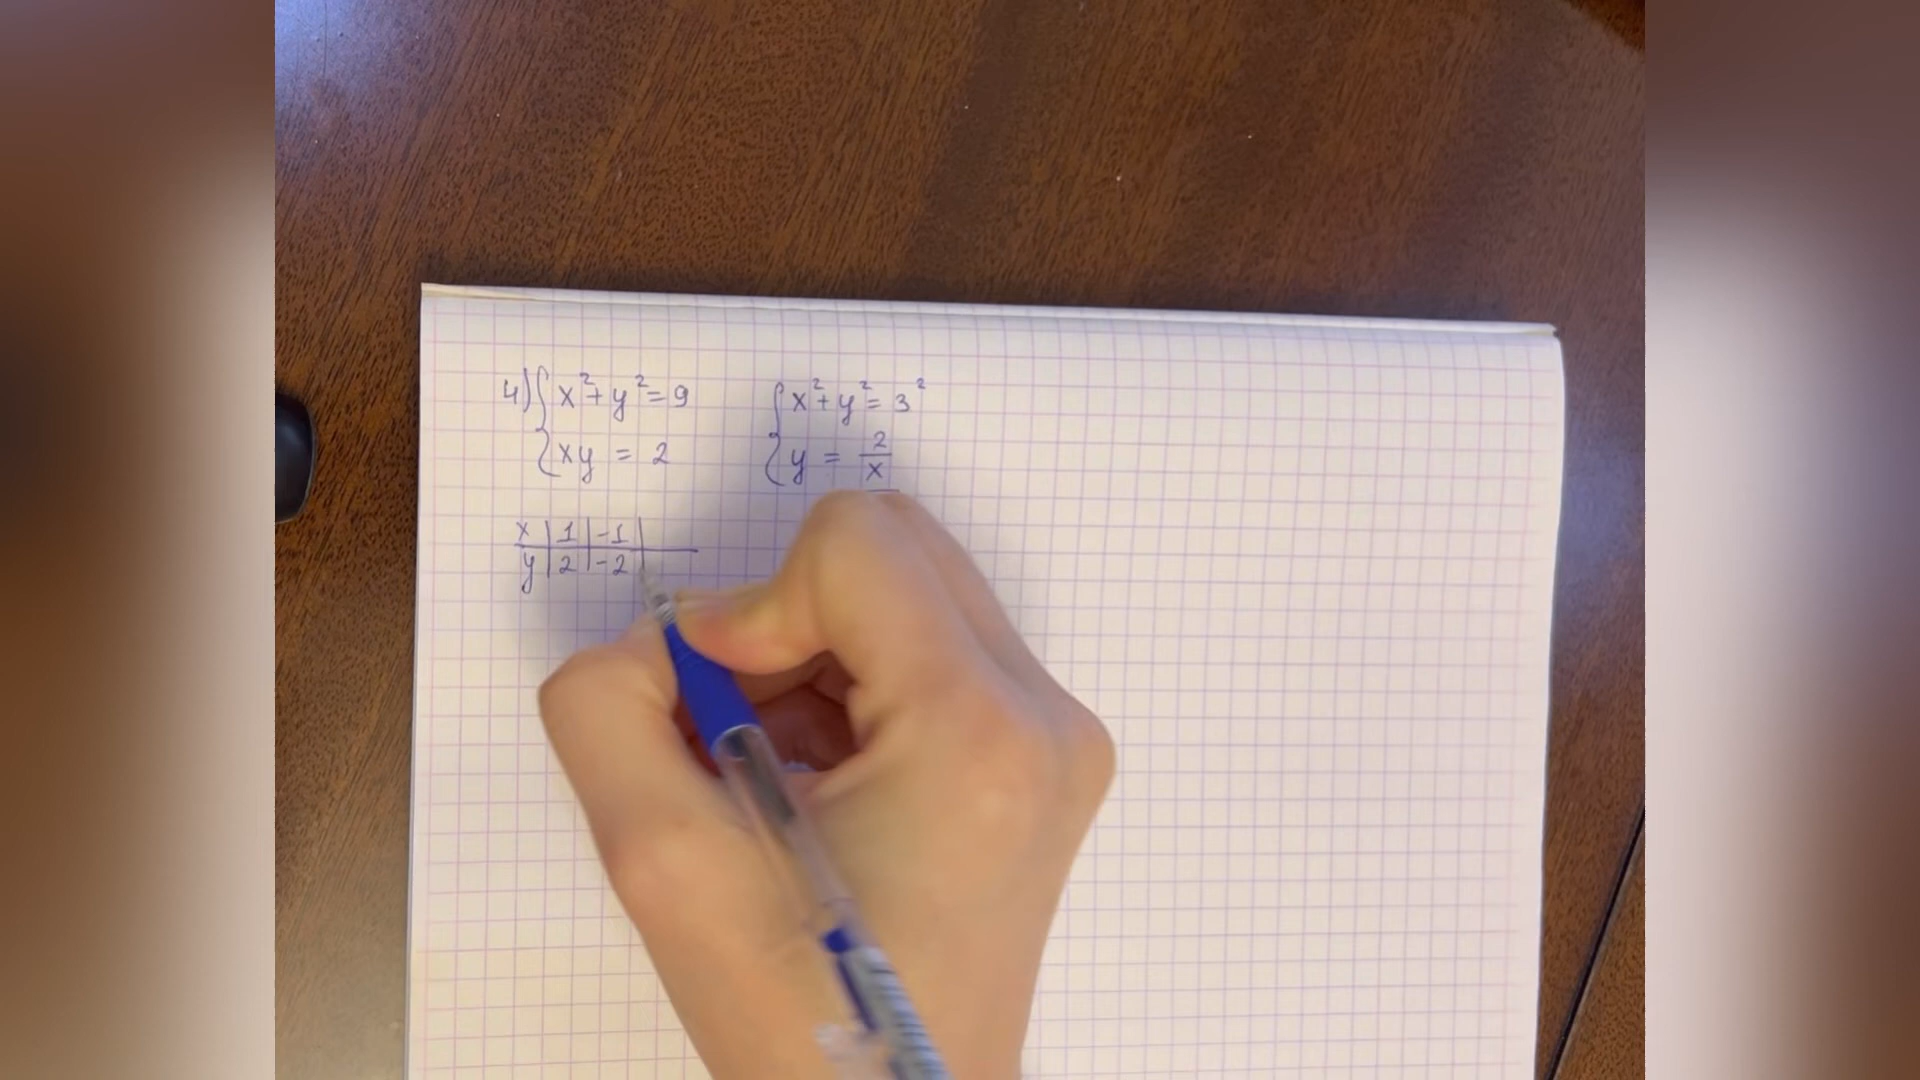 4) { x² + y² = 9 { x² + y² = 3²
{ xy = 2 { y = 2/x
x | 1 | -1 |
y | 2 | -2 |